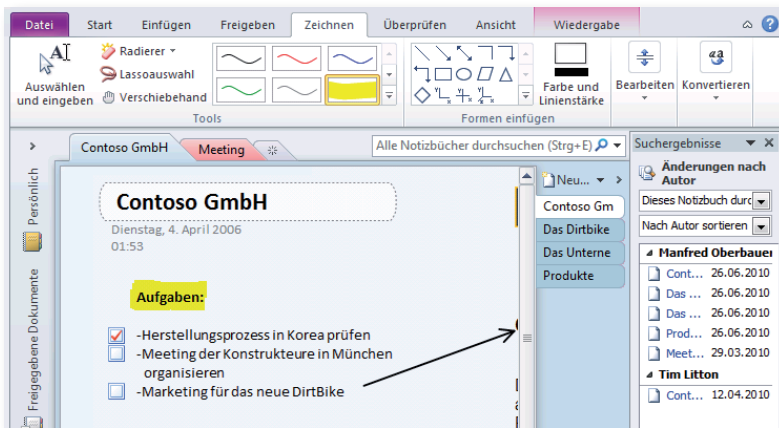 Datei Start Einfügen Freigeben Zeichnen Überprüfen Ansicht Wiedergabe
Auswählen und eingeben
Radierer
Lassoauswahl
Verschiebehand
Tools
Formen einfügen
Farbe und Linienstärke
Bearbeiten
Konvertieren
Persönlich
Freigegebene Dokumente
Contoso GmbH Meeting
Alle Notizbücher durchsuchen (Strg+E)
Contoso GmbH
Dienstag, 4. April 2006
01:53
Aufgaben:
-Herstellungsprozess in Korea prüfen
-Meeting der Konstrukteure in München
organisieren
-Marketing für das neue DirtBike
Neu...
Contoso Gm
Das Dirtbike
Das Unterne
Produkte
Suchergebnisse
Änderungen nach
Autor
Dieses Notizbuch durc
Nach Autor sortieren
Manfred Oberbauer
Cont... 26.06.2010
Das ... 26.06.2010
Das ... 26.06.2010
Prod... 26.06.2010
Meet... 29.03.2010
Tim Litton
Cont... 12.04.2010